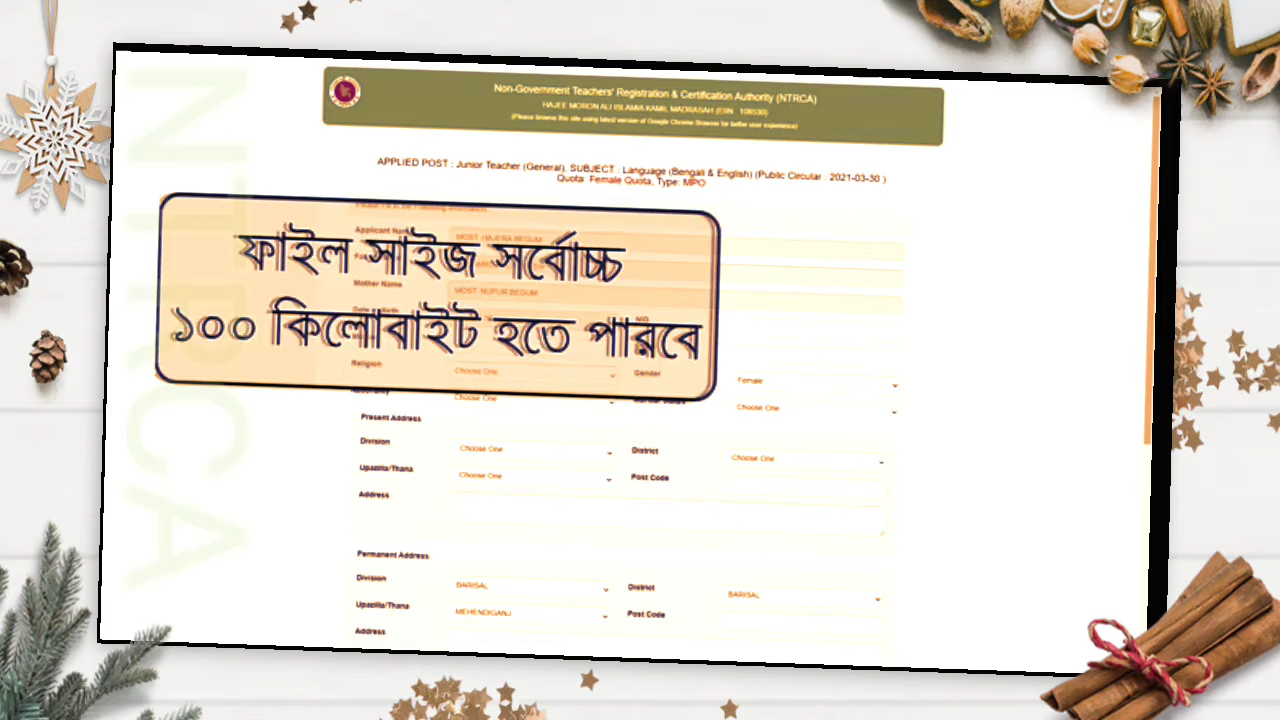 NTRCA
Non-Government Teachers' Registration & Certification Authority (NTRCA)
HAJEE MORON ALI ISLAMIA KAMIL MADRASAH (EIIN : 108530)
(Please browse this site using latest version of Google Chrome Browser for better user experience)
APPLIED POST : Junior Teacher (General), SUBJECT : Language (Bengali & English) (Public Circular : 2021-03-30 )
Quota: Female Quota, Type: MPO
ফাইল সাইজ সর্বোচ্চ
১০০ কিলোবাইট হতে পারবে
Applicant Name MOST. HAJERA BEGUM
Mother Name MOST. NUPUR BEGUM
Religion Choose One Gender Female
Choose One Choose One
Present Address
Division Choose One District Choose One
Upazilla/Thana Choose One Post Code
Address
Permanent Address
Division BARISAL District BARISAL
Upazilla/Thana MEHENDIGANJ Post Code
Address